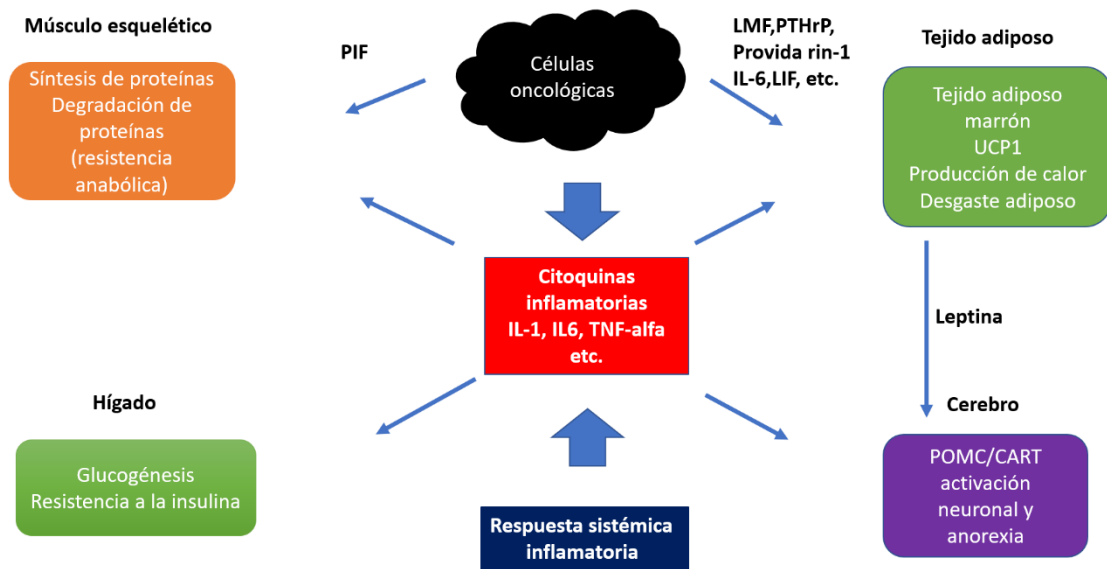 Músculo esquelético
Síntesis de proteínas
Degradación de
proteínas
(resistencia
anabólica)
PIF
Células
oncológicas
LMF,PTHrP,
Provida rin-1
IL-6,LIF, etc.
Tejido adiposo
Tejido adiposo
marrón
UCP1
Producción de calor
Desgaste adiposo
Citoquinas
inflamatorias
IL-1, IL6, TNF-alfa
etc.
Leptina
Hígado
Glucogénesis
Resistencia a la insulina
Cerebro
POMC/CART
activación
neuronal y
anorexia
Respuesta sistémica
inflamatoria